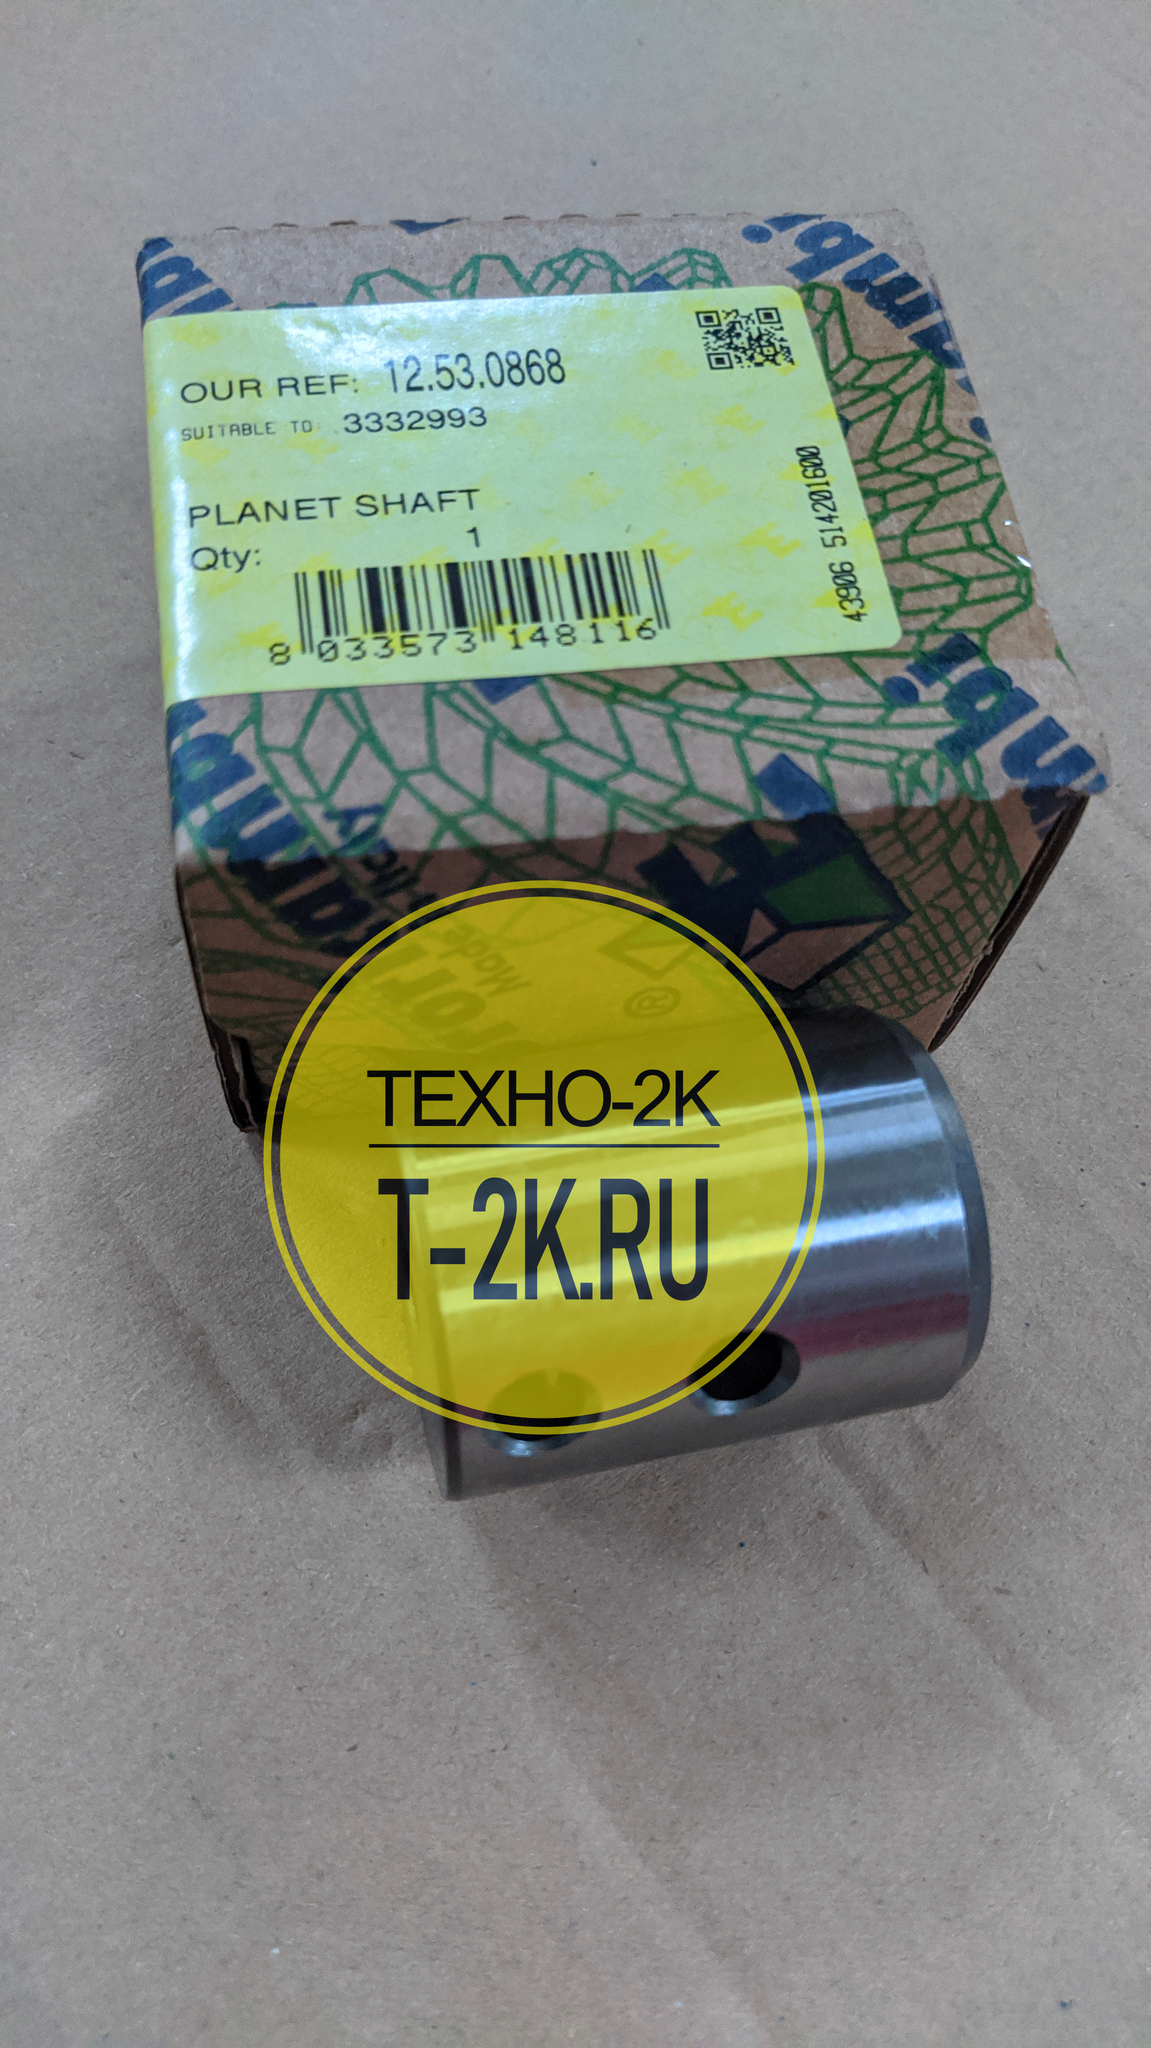 OUR REF: 12.53.0868
SUITABLE TO: 3332993
PLANET SHAFT
Qty: 1
8 033573 148116
43906 514201600
®
ТЕХНО-2К
T-2K.RU